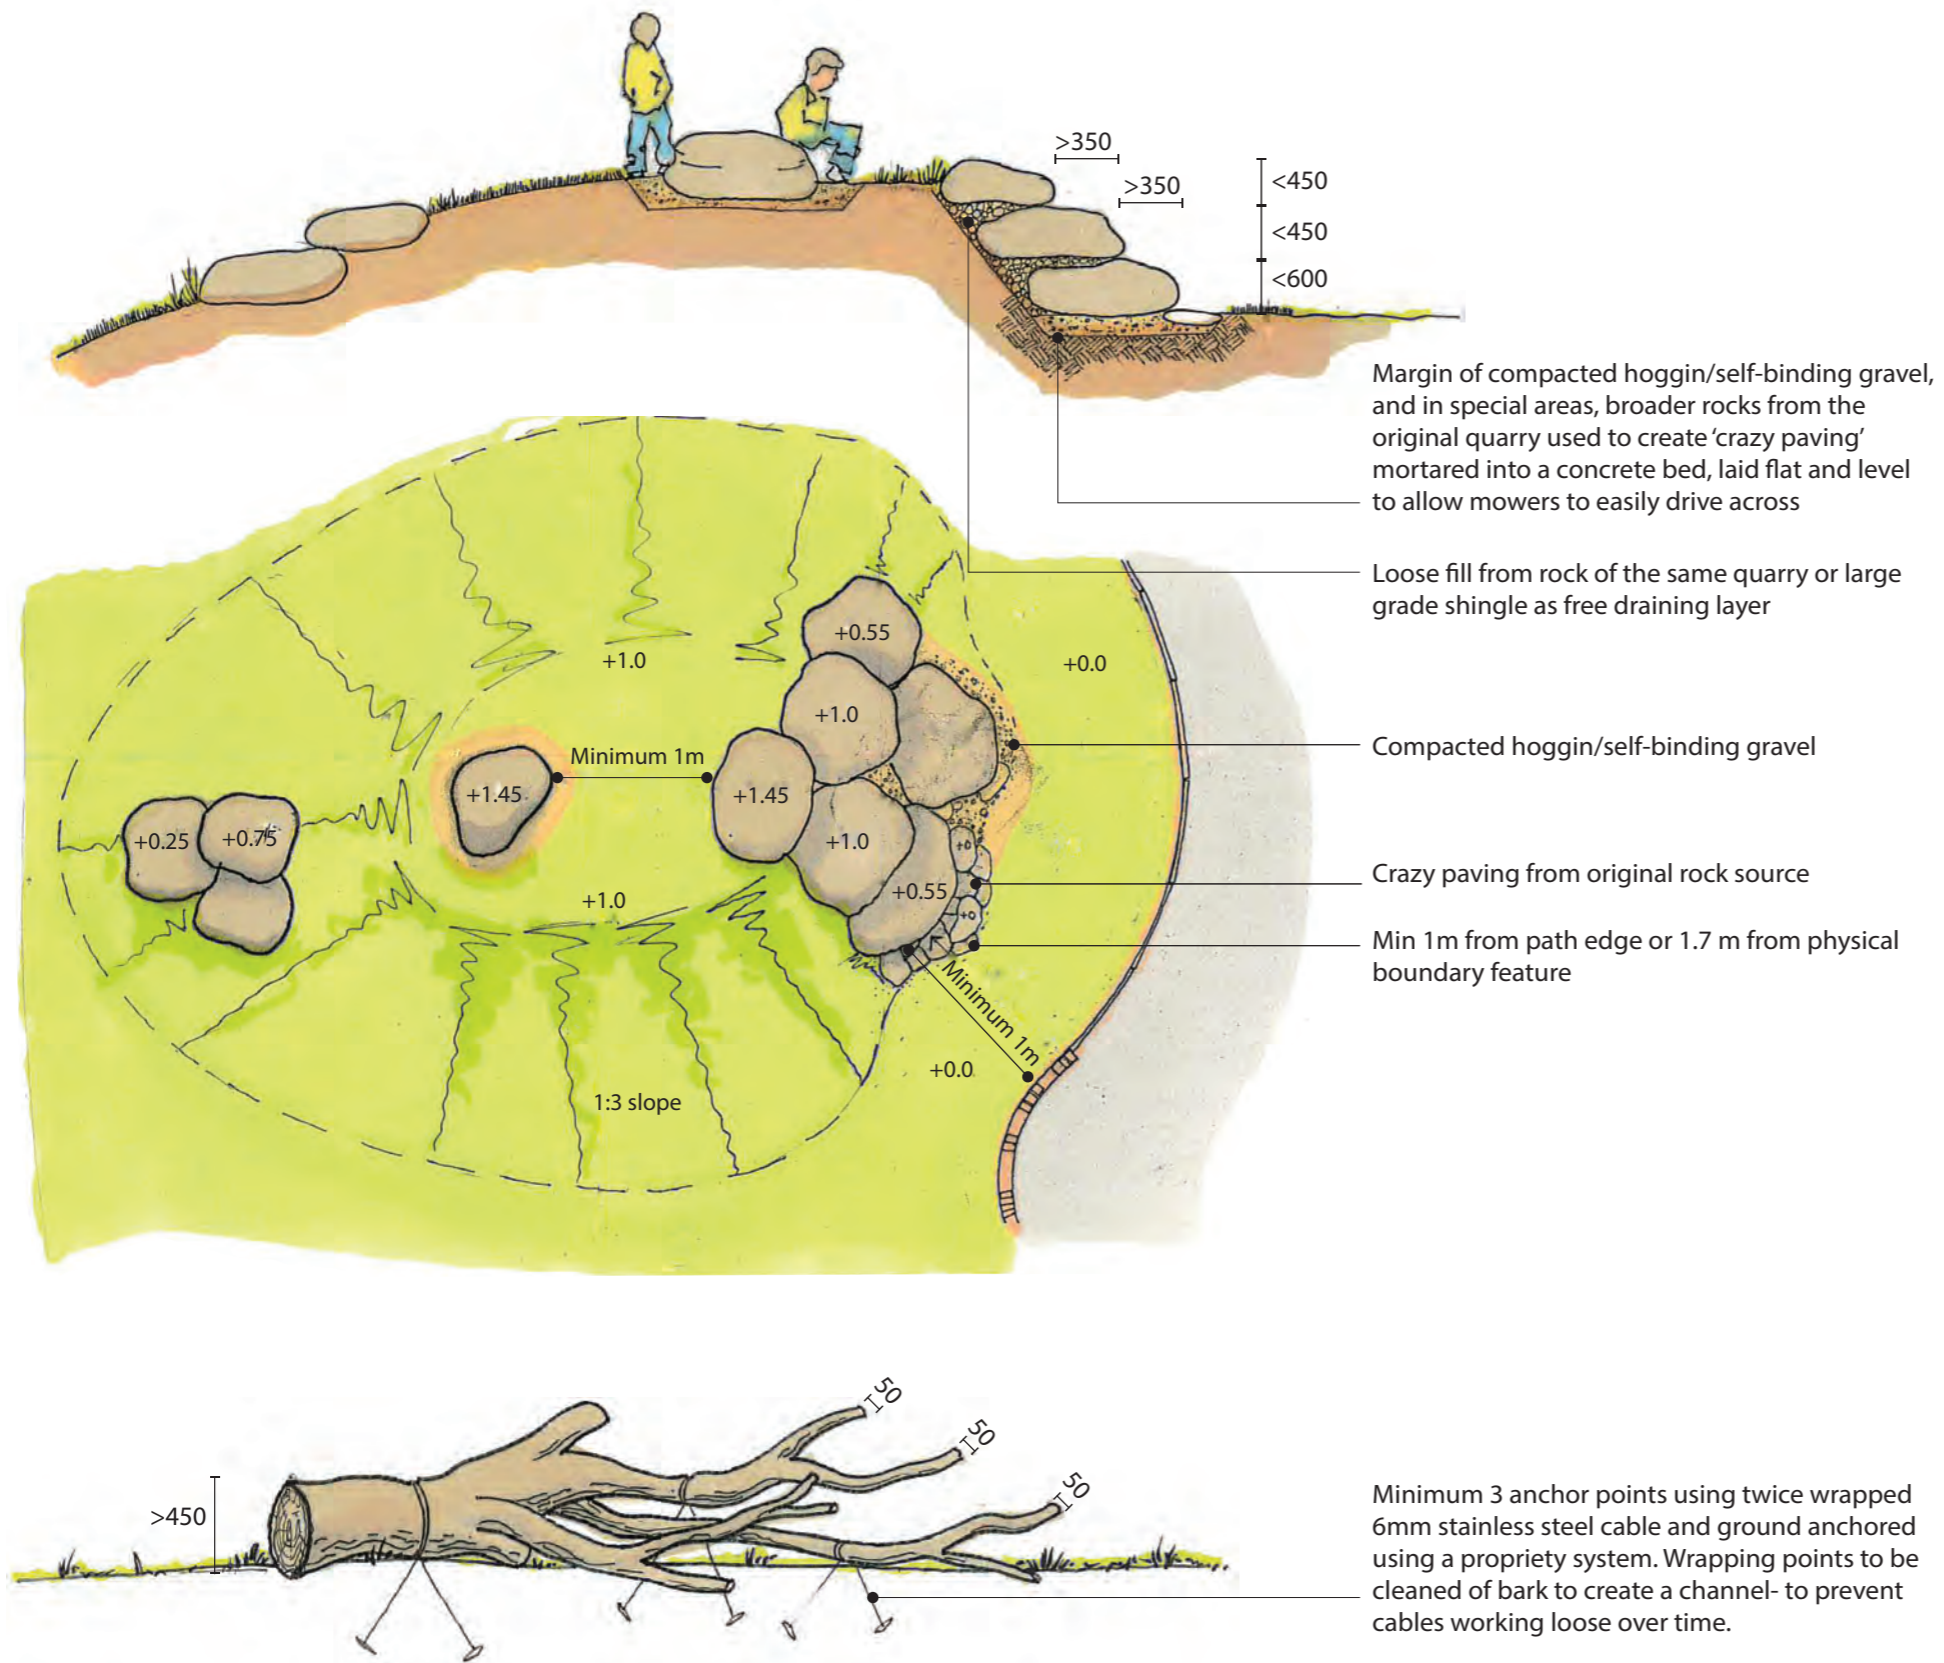 >350
>350
<450
<450
<600
Margin of compacted hoggin/self-binding gravel,
and in special areas, broader rocks from the
original quarry used to create ‘crazy paving’
mortared into a concrete bed, laid flat and level
to allow mowers to easily drive across
Loose fill from rock of the same quarry or large
grade shingle as free draining layer
+0.55
+1.0
+0.0
+1.0
Compacted hoggin/self-binding gravel
Minimum 1m
+1.45
+1.45
+0.25
+0.75
+1.0
+0
Crazy paving from original rock source
+0.55
+1.0
+0
Min 1m from path edge or 1.7 m from physical
boundary feature
Minimum 1m
+0.0
1:3 slope
50
50
50
>450
Minimum 3 anchor points using twice wrapped
6mm stainless steel cable and ground anchored
using a propriety system. Wrapping points to be
cleaned of bark to create a channel- to prevent
cables working loose over time.